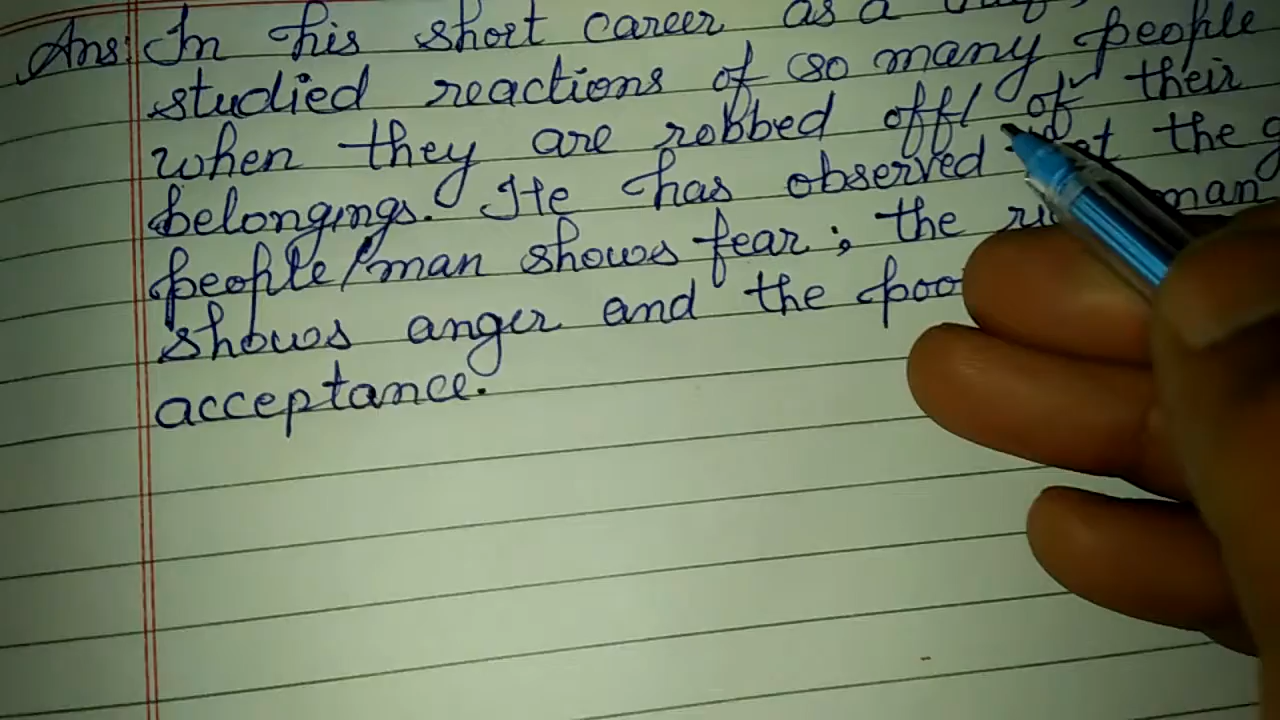 Ans: In his short career as a
studied reactions of so many people
when they are robbed off/ of their
belongings. He has observed the
people/man shows fear; the man
shows anger and the
acceptance.